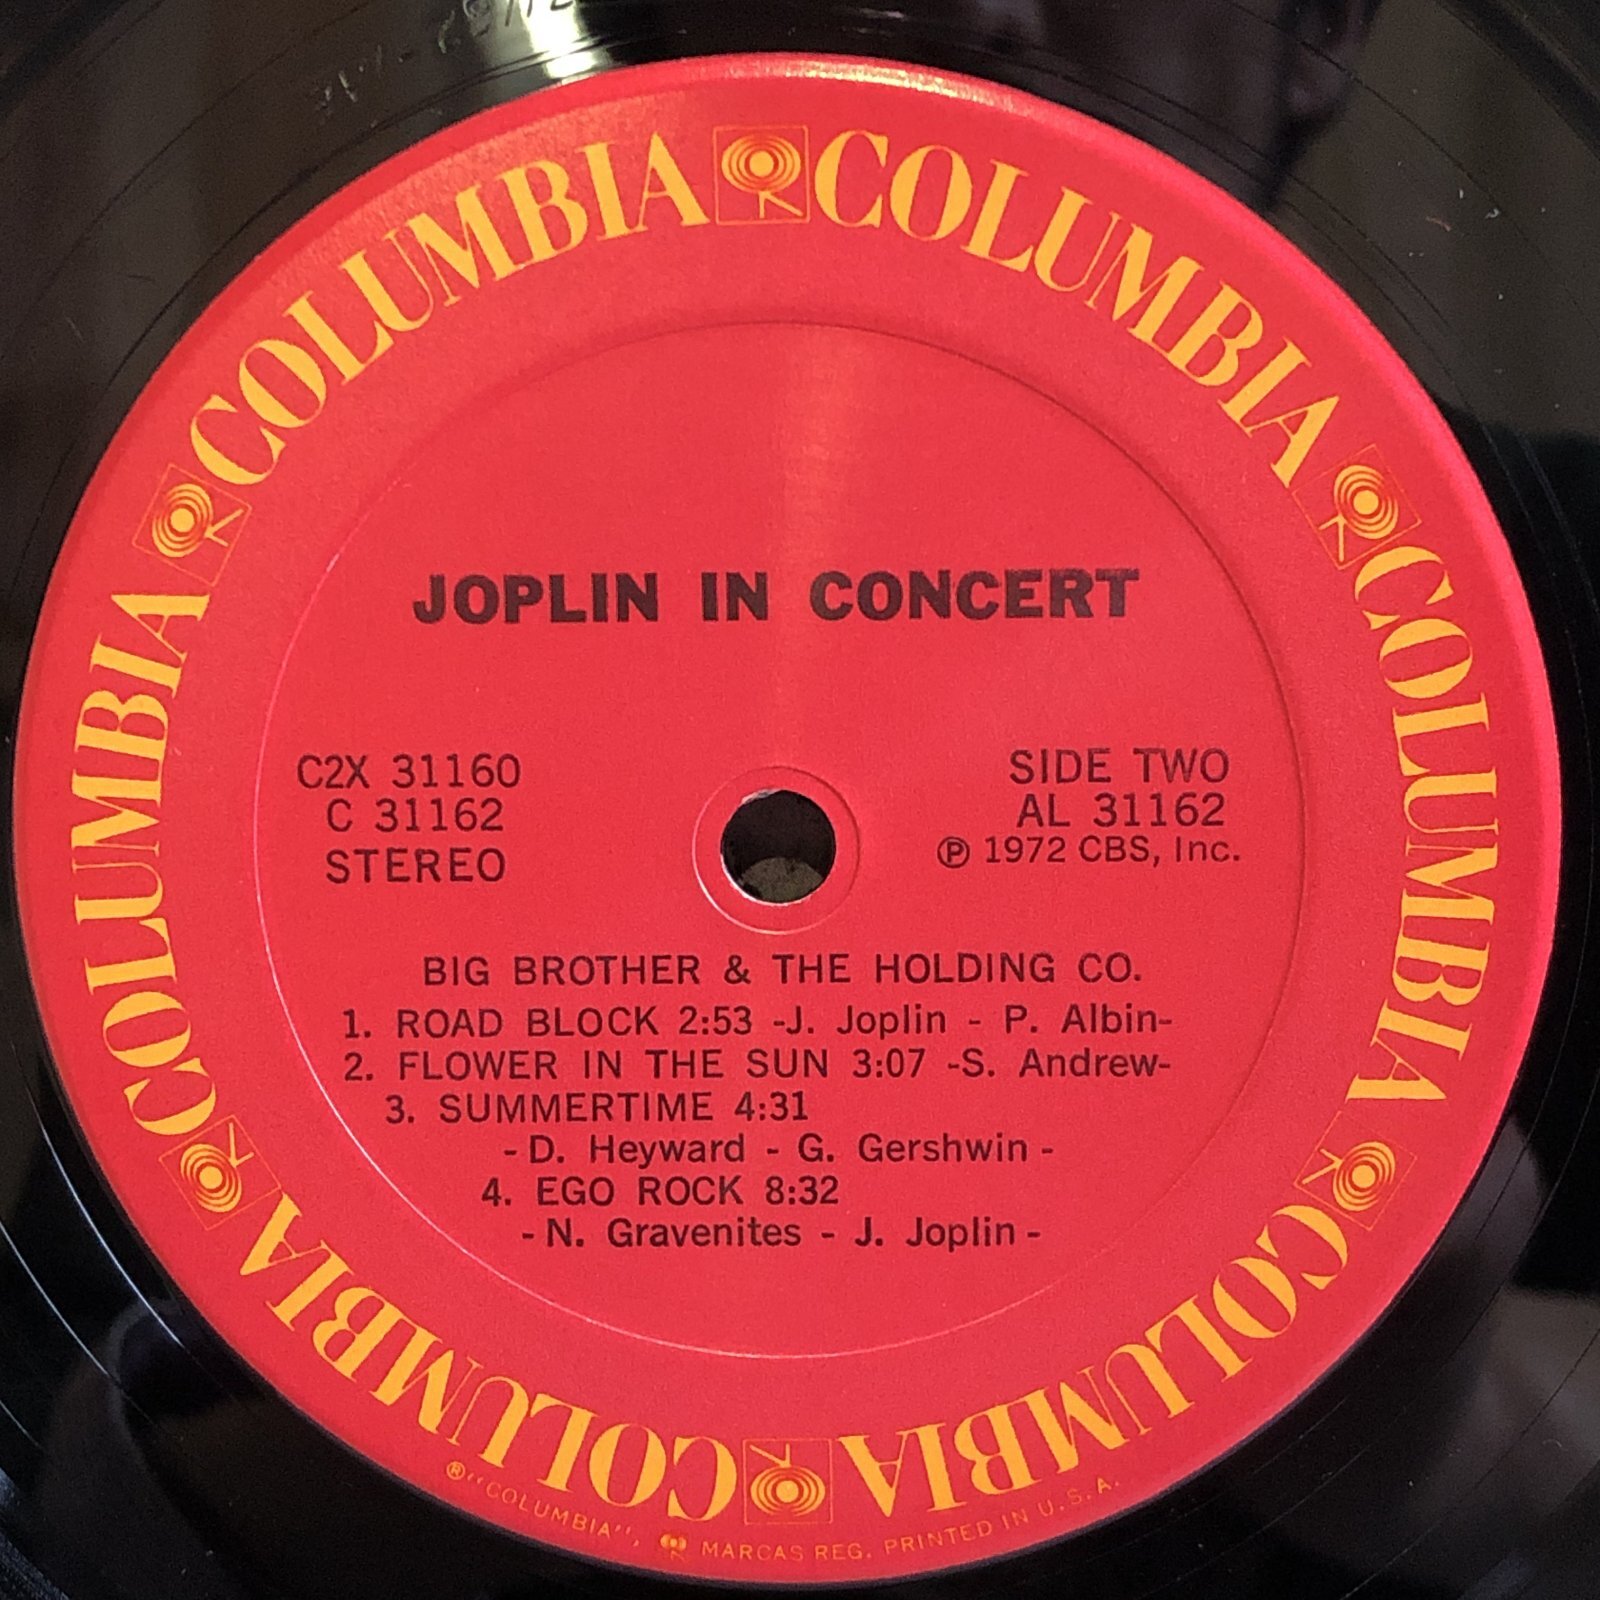 COLUMBIA COLUMBIA COLUMBIA COLUMBIA COLUMBIA COLUMBIA
JOPLIN IN CONCERT
C2X 31160
C 31162
STEREO
SIDE TWO
AL 31162
℗ 1972 CBS, Inc.
BIG BROTHER & THE HOLDING CO.
1. ROAD BLOCK 2:53 -J. Joplin - P. Albin-
2. FLOWER IN THE SUN 3:07 -S. Andrew-
3. SUMMERTIME 4:31
- D. Heyward - G. Gershwin -
4. EGO ROCK 8:32
- N. Gravenites - J. Joplin -
® "COLUMBIA", MARCAS REG. PRINTED IN U.S.A.